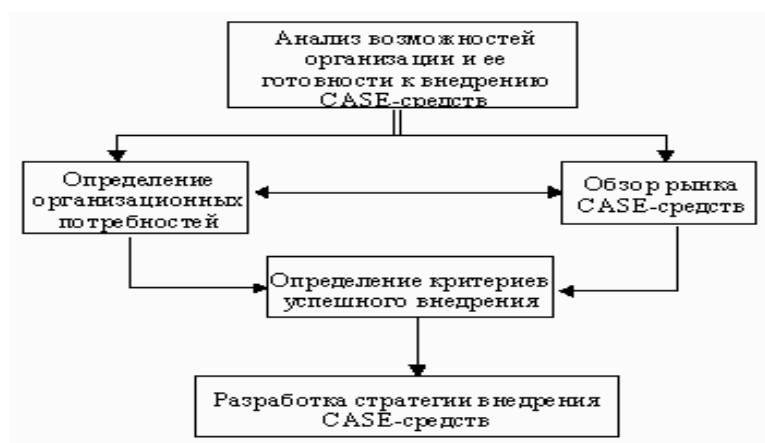 Анализ возможностей
организации и ее
готовности к внедрению
CASE-средств
Определение
организационных
потребностей
Обзор рынка
CASE-средств
Определение критериев
успешного внедрения
Разработка стратегии внедрения
CASE-средств